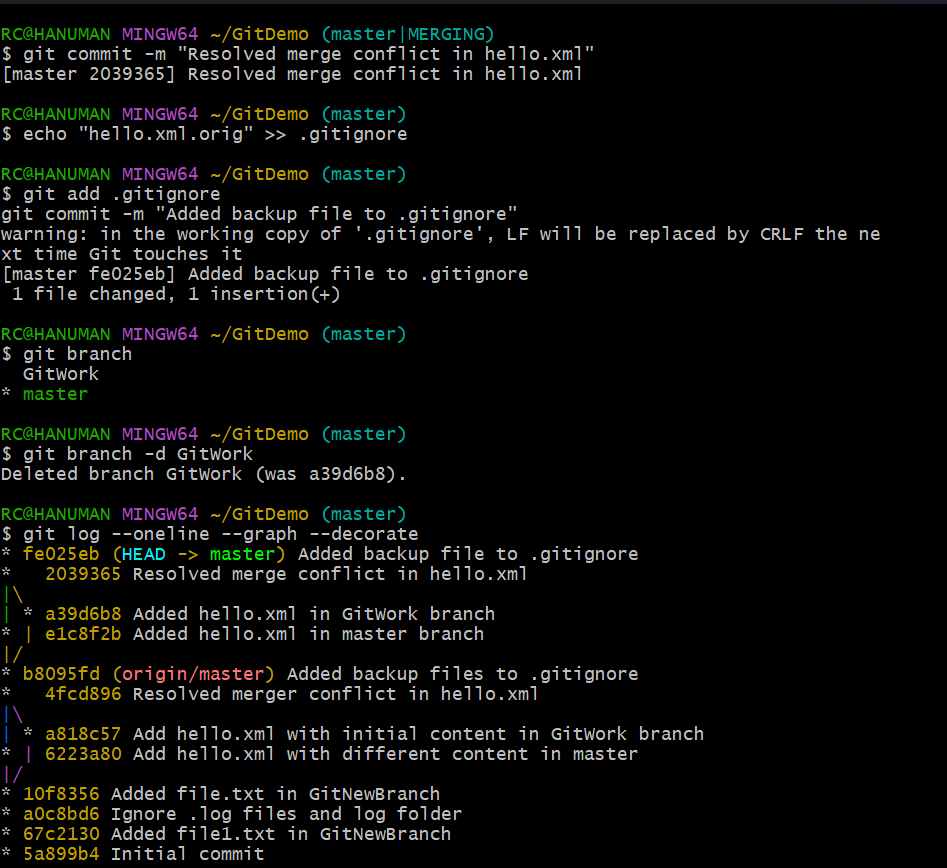 RC@HANUMAN MINGW64 ~/GitDemo (master|MERGING)
$ git commit -m "Resolved merge conflict in hello.xml"
[master 2039365] Resolved merge conflict in hello.xml

RC@HANUMAN MINGW64 ~/GitDemo (master)
$ echo "hello.xml.orig" >> .gitignore

RC@HANUMAN MINGW64 ~/GitDemo (master)
$ git add .gitignore
git commit -m "Added backup file to .gitignore"
warning: in the working copy of '.gitignore', LF will be replaced by CRLF the ne
xt time Git touches it
[master fe025eb] Added backup file to .gitignore
 1 file changed, 1 insertion(+)

RC@HANUMAN MINGW64 ~/GitDemo (master)
$ git branch
  GitWork
* master

RC@HANUMAN MINGW64 ~/GitDemo (master)
$ git branch -d GitWork
Deleted branch GitWork (was a39d6b8).

RC@HANUMAN MINGW64 ~/GitDemo (master)
$ git log --oneline --graph --decorate
* fe025eb (HEAD -> master) Added backup file to .gitignore
*   2039365 Resolved merge conflict in hello.xml
|\
| * a39d6b8 Added hello.xml in GitWork branch
* | e1c8f2b Added hello.xml in master branch
|/
* b8095fd (origin/master) Added backup files to .gitignore
*   4fcd896 Resolved merger conflict in hello.xml
|\
| * a818c57 Add hello.xml with initial content in GitWork branch
* | 6223a80 Add hello.xml with different content in master
|/
* 10f8356 Added file.txt in GitNewBranch
* a0c8bd6 Ignore .log files and log folder
* 67c2130 Added file1.txt in GitNewBranch
* 5a899b4 Initial commit